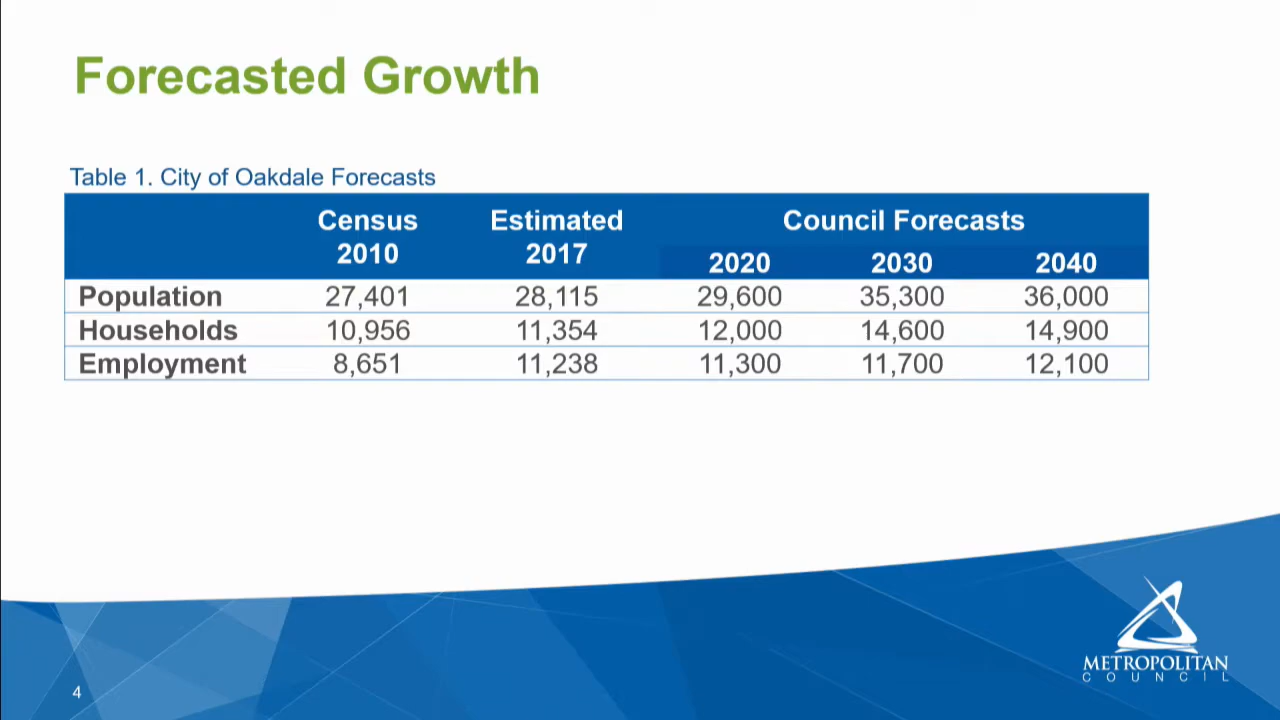 Forecasted Growth
Table 1. City of Oakdale Forecasts
Census 2010 Estimated 2017 Council Forecasts
2020 2030 2040
Population 27,401 28,115 29,600 35,300 36,000
Households 10,956 11,354 12,000 14,600 14,900
Employment 8,651 11,238 11,300 11,700 12,100
METROPOLITAN
COUNCIL
4